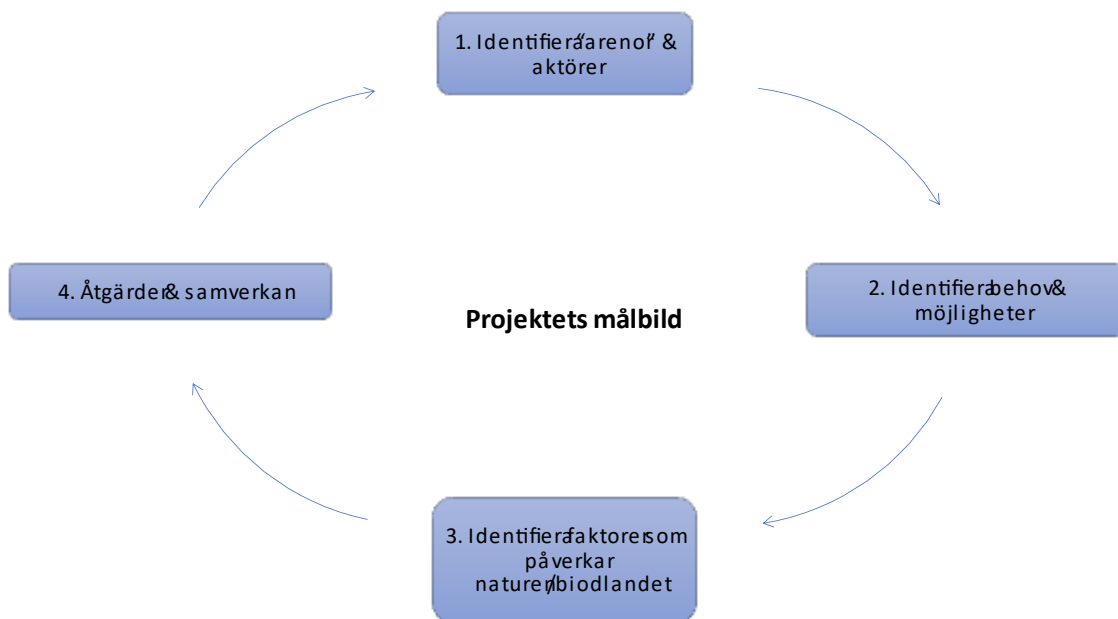 1. Identifiera "arenor" &
aktörer
2. Identifiera behov &
möjligheter
Projektets målbild
3. Identifiera faktorer som
påverkar
naturen/biodlandet
4. Åtgärder & samverkan